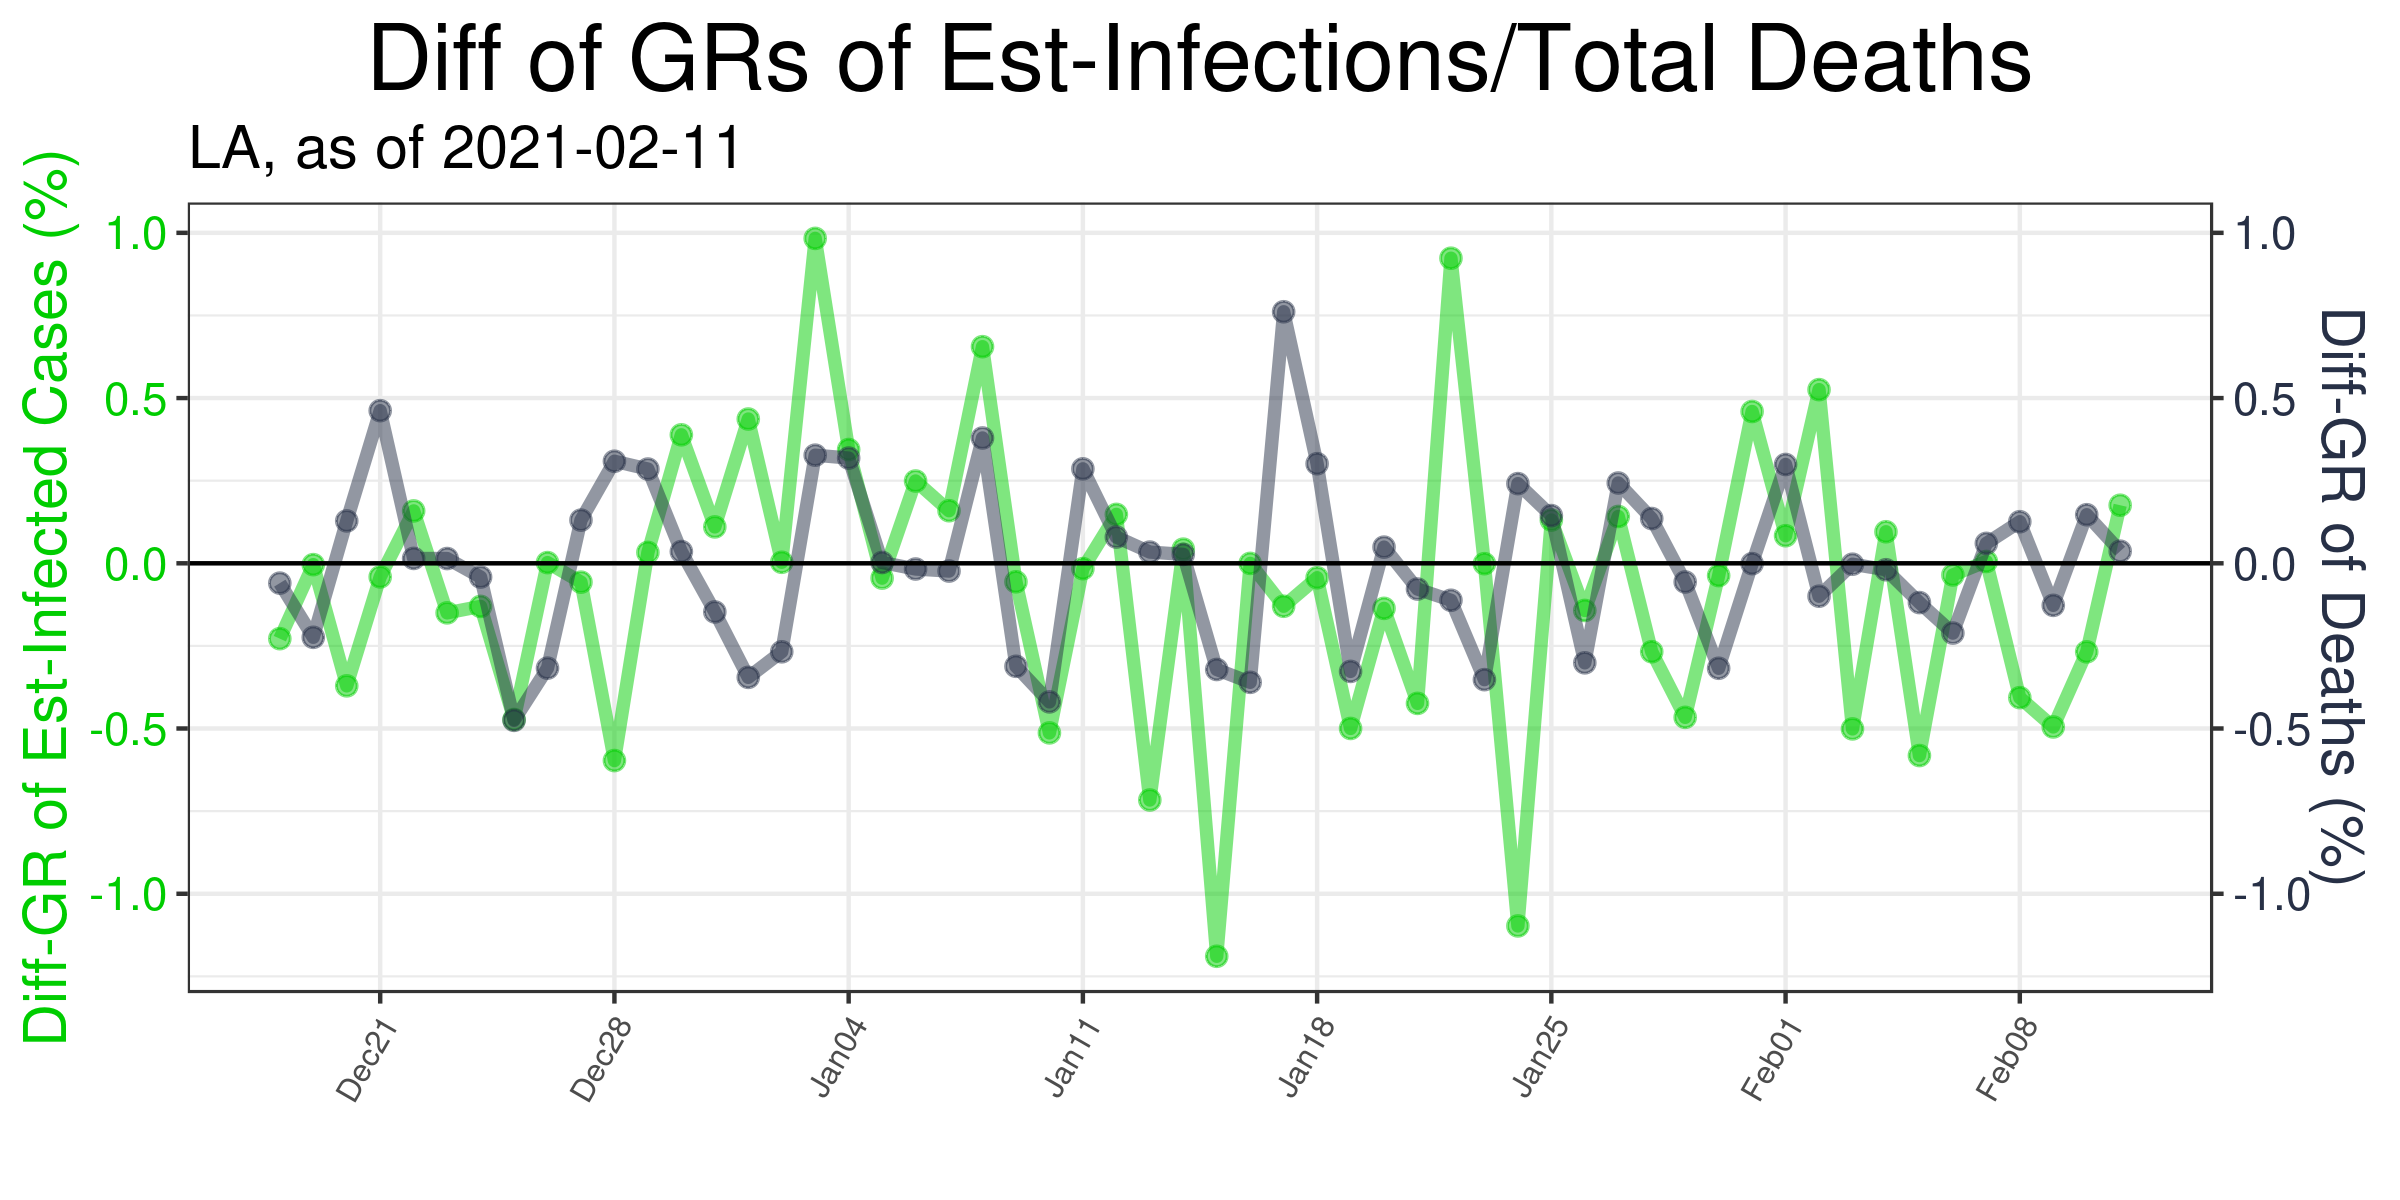 Diff of GRs of Est-Infections/Total Deaths
LA, as of 2021-02-11
Diff-GR of Est-Infected Cases (%)
1.0
0.5
0.0
-0.5
-1.0
1.0
0.5
0.0
-0.5
-1.0
Diff-GR of Deaths (%)
Dec21
Dec28
Jan04
Jan11
Jan18
Jan25
Feb01
Feb08